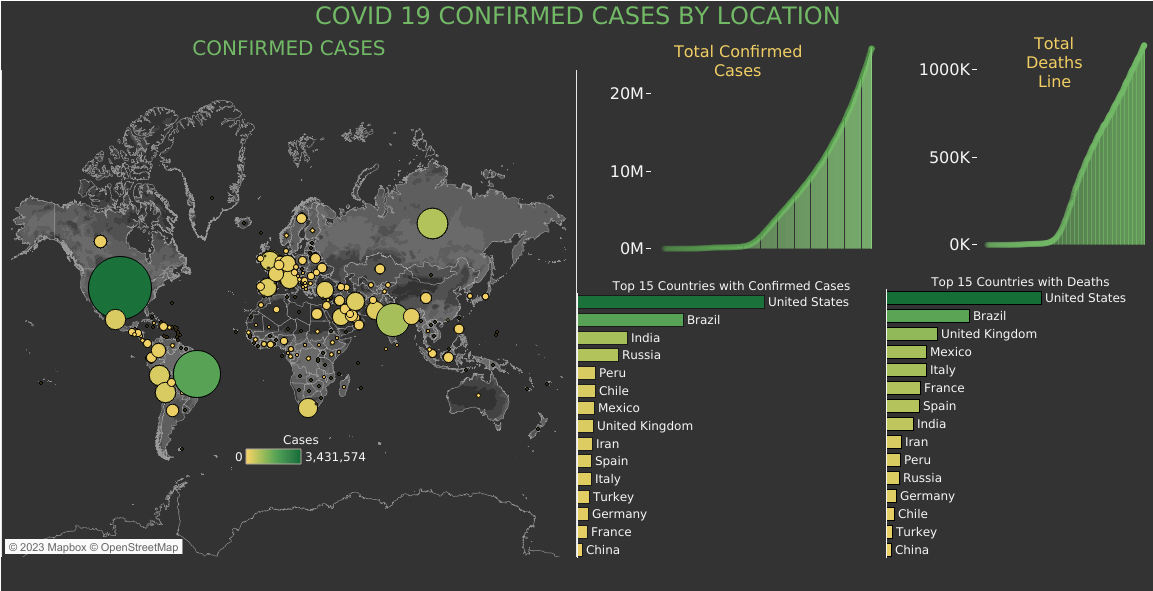 COVID 19 CONFIRMED CASES BY LOCATION
CONFIRMED CASES
Cases
0
3,431,574
© 2023 Mapbox © OpenStreetMap
Total Confirmed
Cases
20M
10M
0M
Total
Deaths
Line
1000K
500K
0K
Top 15 Countries with Confirmed Cases
United States
Brazil
India
Russia
Peru
Chile
Mexico
United Kingdom
Iran
Spain
Italy
Turkey
Germany
France
China
Top 15 Countries with Deaths
United States
Brazil
United Kingdom
Mexico
Italy
France
Spain
India
Iran
Peru
Russia
Germany
Chile
Turkey
China